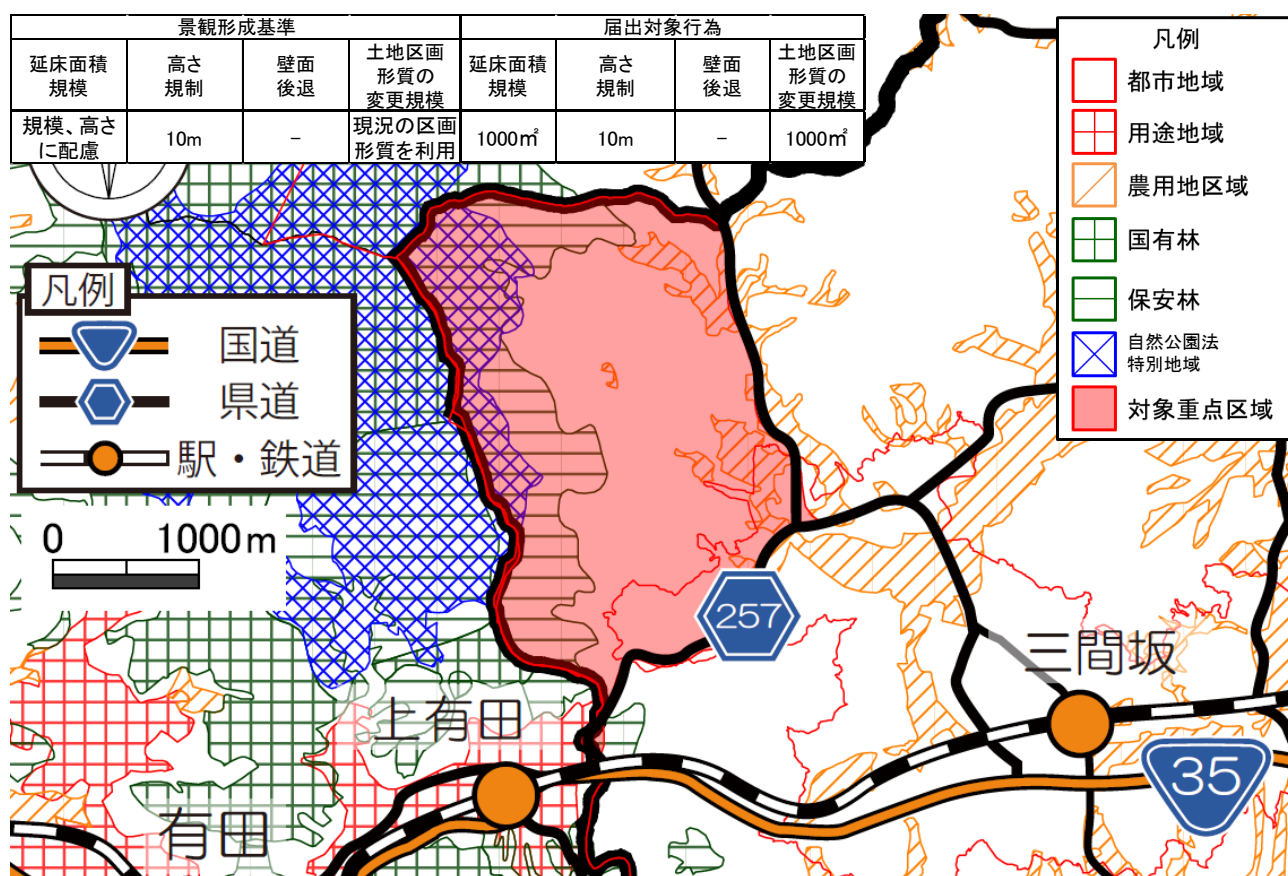 景観形成基準 届出対象行為
延床面積 高さ 壁面 土地区画 延床面積 高さ 壁面 土地区画
規模 規制 後退 形質の 規模 規制 後退 形質の
変更規模 変更規模
規模、高さ 10m － 現況の区画 1000㎡ 10m － 1000㎡
に配慮 形質を利用
凡例
都市地域
用途地域
農用地区域
国有林
保安林
自然公園法
特別地域
対象重点区域
凡例
国道
県道
駅・鉄道
0 1000m
257
三間坂
上有田
35
有田